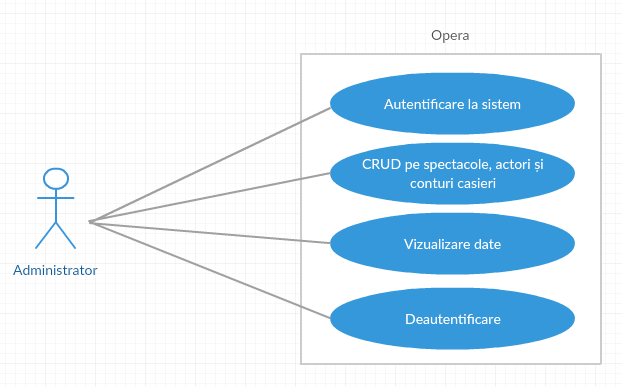 Opera
Autentificare la sistem
CRUD pe spectacole, actori și
conturi casieri
Vizualizare date
Deautentificare
Administrator